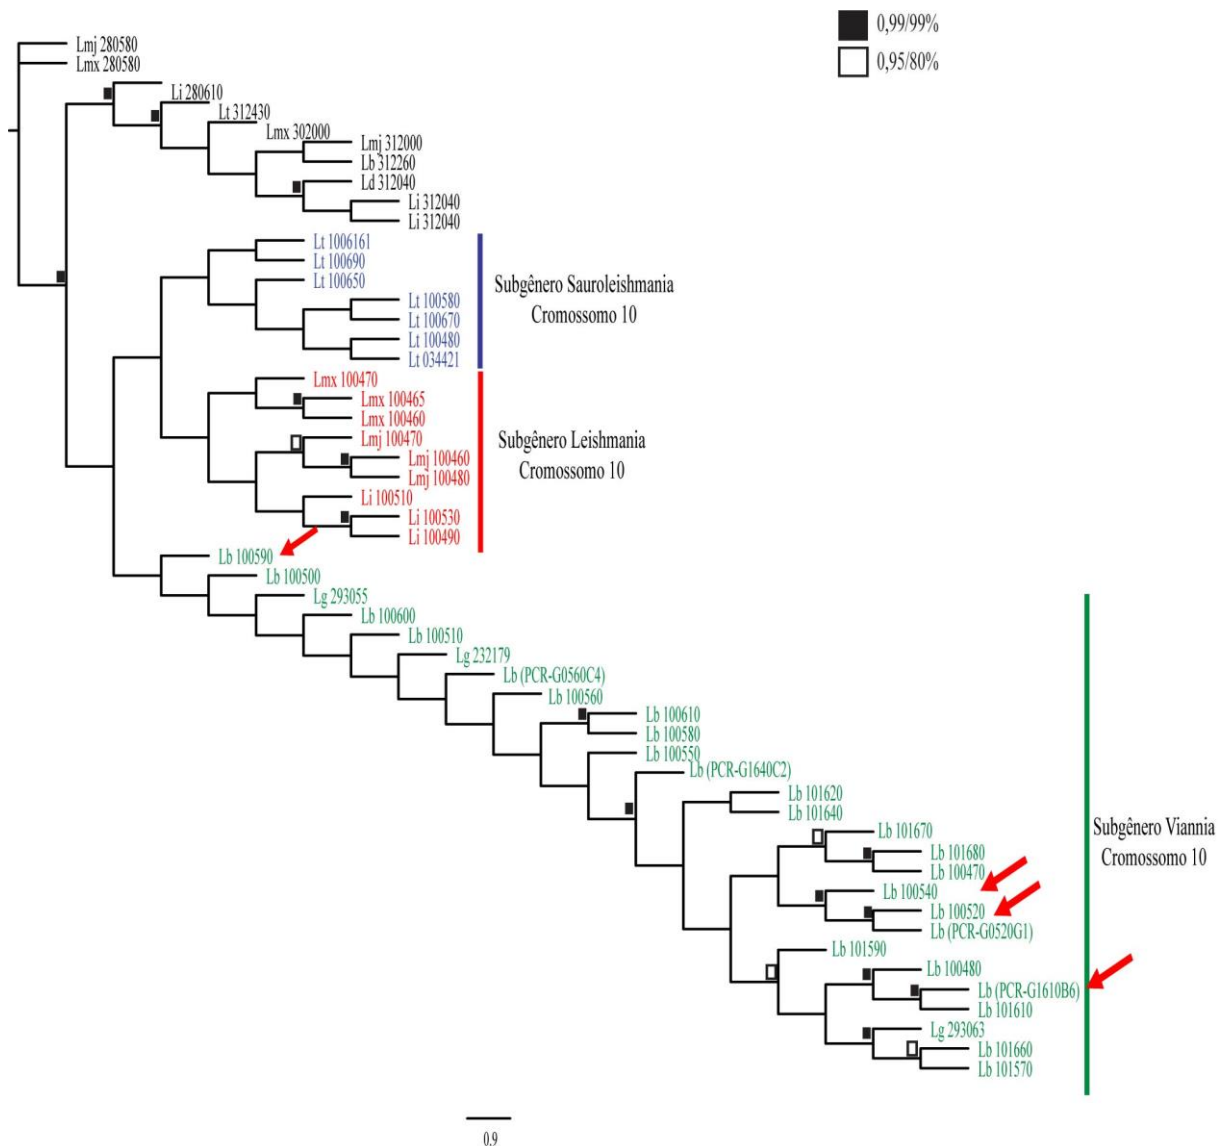 0,99/99%
0,95/80%
Lmj 280580
Lmx 280580
Li 280610
Lt 312430
Lmx 302000
Lmj 312000
Lb 312260
Ld 312040
Li 312040
Li 312040
Lt 1006161
Lt 100690
Lt 100650
Lt 100580
Lt 100670
Lt 100480
Lt 034421
Subgênero Sauroleishmania
Cromossomo 10
Lmx 100470
Lmx 100465
Lmx 100460
Lmj 100470
Lmj 100460
Lmj 100480
Li 100510
Li 100530
Li 100490
Subgênero Leishmania
Cromossomo 10
Lb 100590
Lb 100500
Lg 293055
Lb 100600
Lb 100510
Lg 232179
Lb (PCR-G0560C4)
Lb 100560
Lb 100610
Lb 100580
Lb 100550
Lb (PCR-G1640C2)
Lb 101620
Lb 101640
Lb 101670
Lb 101680
Lb 100470
Lb 100540
Lb 100520
Lb (PCR-G0520G1)
Lb 101590
Lb 100480
Lb (PCR-G1610B6)
Lb 101610
Lg 293063
Lb 101660
Lb 101570
Subgênero Viannia
Cromossomo 10
0.9